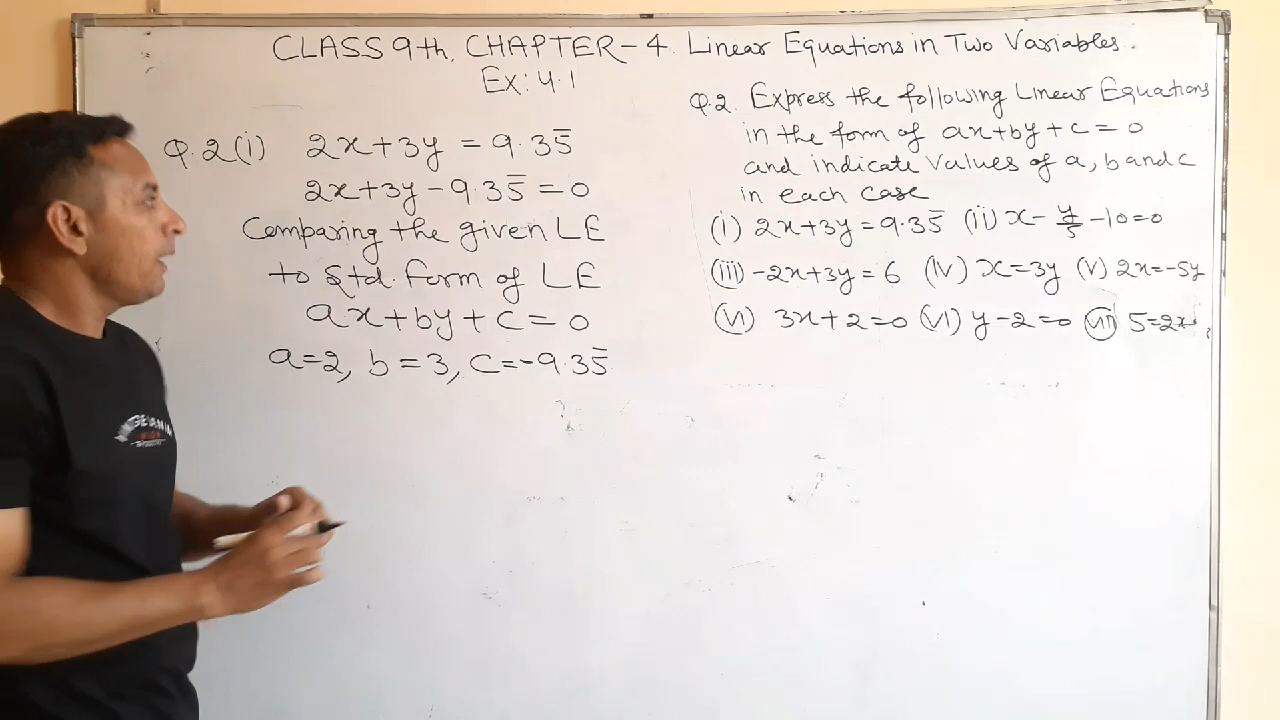 CLASS 9th, CHAPTER-4. Linear Equations in Two Variables.
Ex: 4.1
Q.2(i) 2x+3y = 9.35̅
2x+3y-9.35̅ =0
Comparing the given LE
to Std. form of LE
ax+by+c=0
a=2, b=3, c=-9.35̅
Q.2. Express the following Linear Equations
in the form of ax+by+c=0
and indicate values of a, b and c
in each case
(i) 2x+3y=9.35̅ (ii) x- y/5 -10=0
(iii) -2x+3y=6 (iv) x=3y (v) 2x=-5y
(vi) 3x+2=0 (vi) y-2=0 (viii) 5=2x